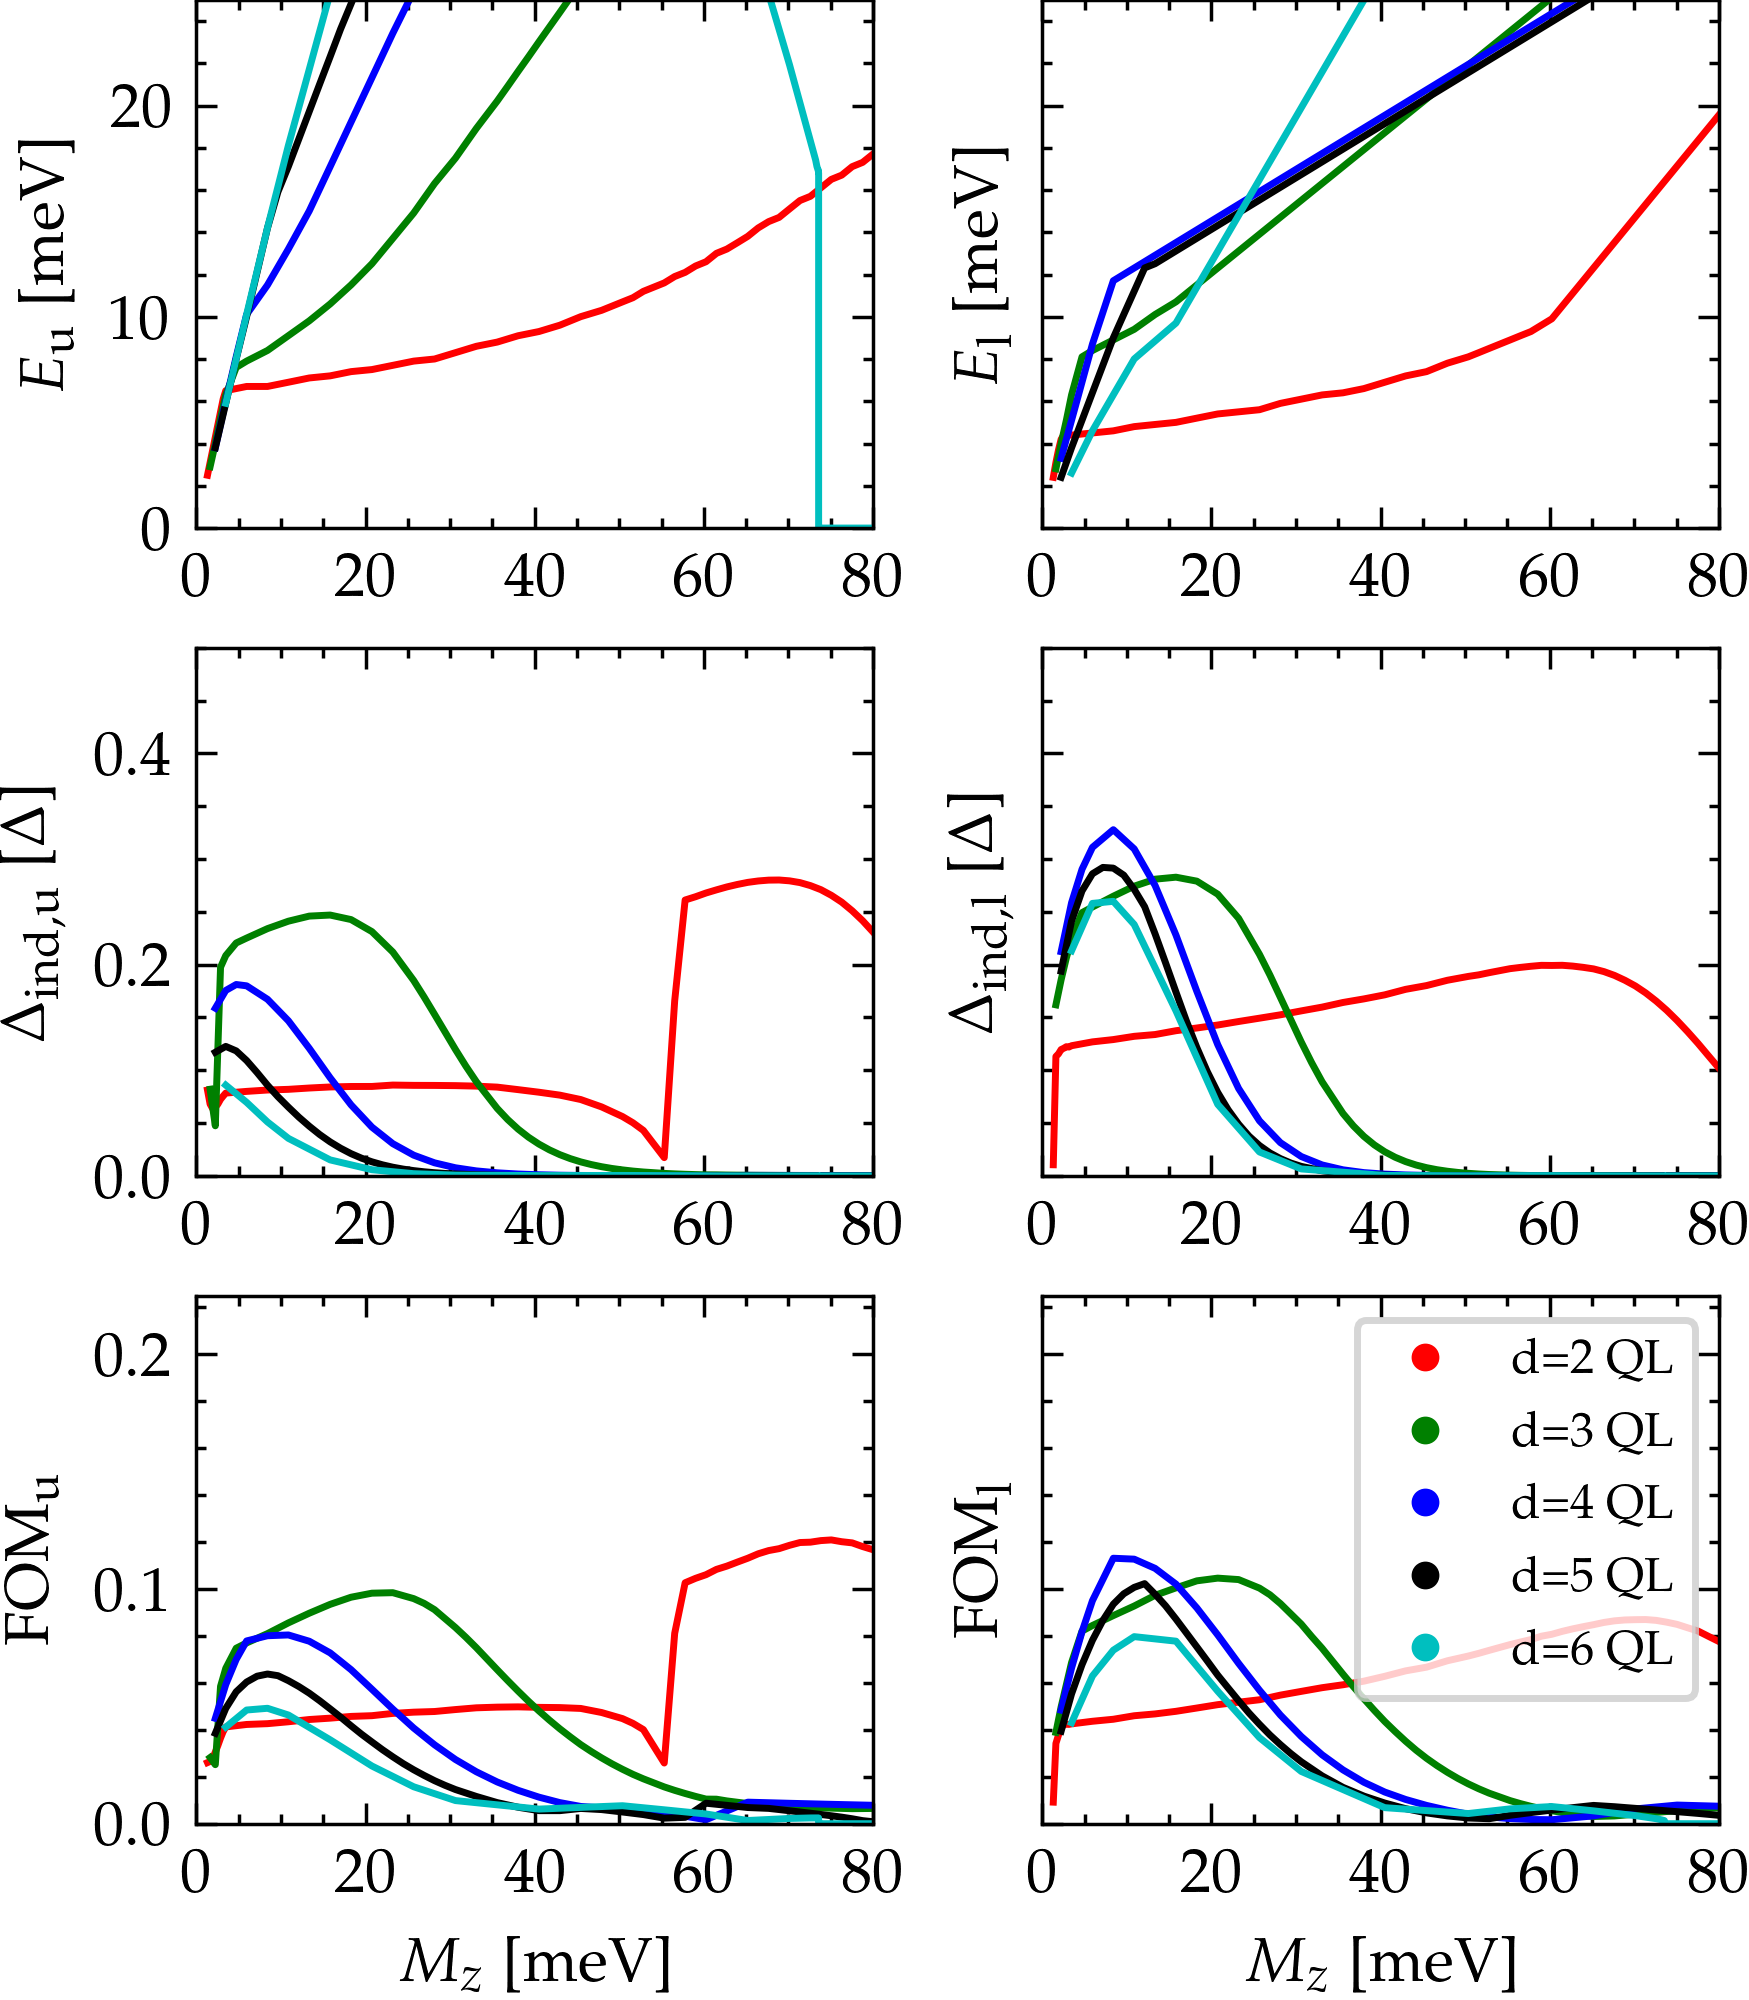 E_u [meV]
20
10
0
0 20 40 60 80
E_l [meV]
0 20 40 60 80
Δ_ind,u [Δ]
0.4
0.2
0.0
0 20 40 60 80
Δ_ind,l [Δ]
0 20 40 60 80
FOM_u
0.2
0.1
0.0
0 20 40 60 80
M_z [meV]
FOM_l
d=2 QL
d=3 QL
d=4 QL
d=5 QL
d=6 QL
0 20 40 60 80
M_z [meV]